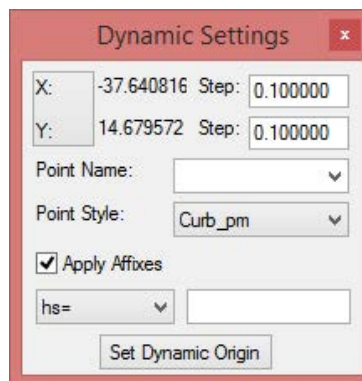 Dynamic Settings x
X: -37.640816 Step: 0.100000
Y: 14.679572 Step: 0.100000
Point Name:
Point Style: Curb_pm
Apply Affixes
hs=
Set Dynamic Origin